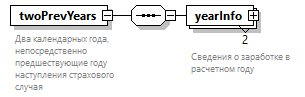 twoPrevYears
yearInfo
2
Два календарных года,
непосредственно
предшествующие году
наступления страхового
случая
Сведения о заработке в
расчетном году